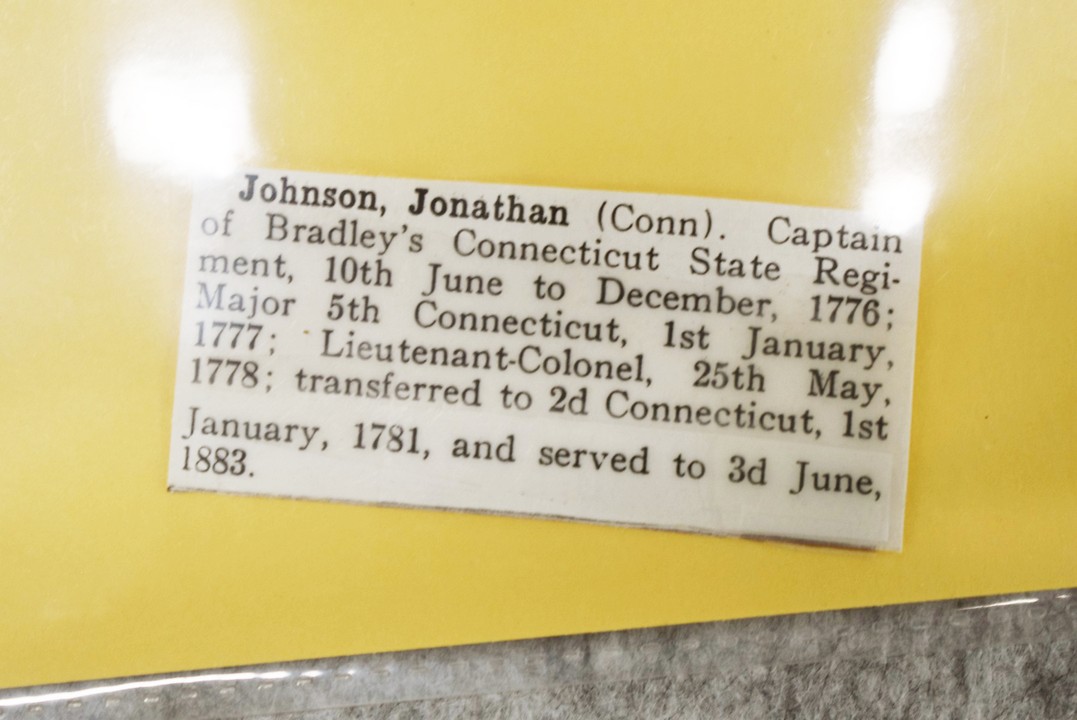 Johnson, Jonathan (Conn). Captain
of Bradley's Connecticut State Regi-
ment, 10th June to December, 1776;
Major 5th Connecticut, 1st January,
1777; Lieutenant-Colonel, 25th May,
1778; transferred to 2d Connecticut, 1st
January, 1781, and served to 3d June,
1883.